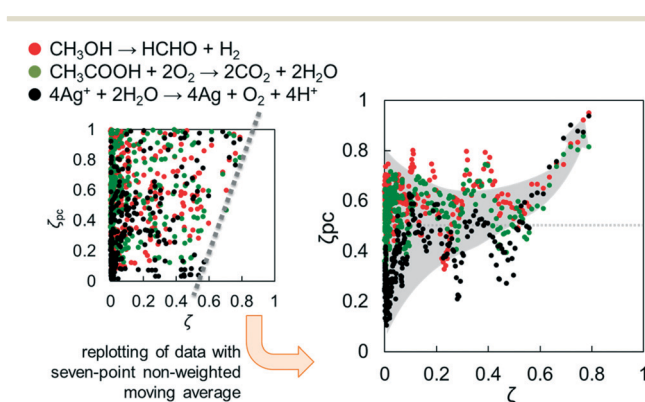 CH₃OH → HCHO + H₂
CH₃COOH + 2O₂ → 2CO₂ + 2H₂O
4Ag⁺ + 2H₂O → 4Ag + O₂ + 4H⁺
1
0.8
0.6
0.4
0.2
0
ζpc
0 0.2 0.4 0.6 0.8 1
ζ
replotting of data with
seven-point non-weighted
moving average
1
0.8
0.6
0.4
0.2
0
ζpc
0 0.2 0.4 0.6 0.8 1
ζ